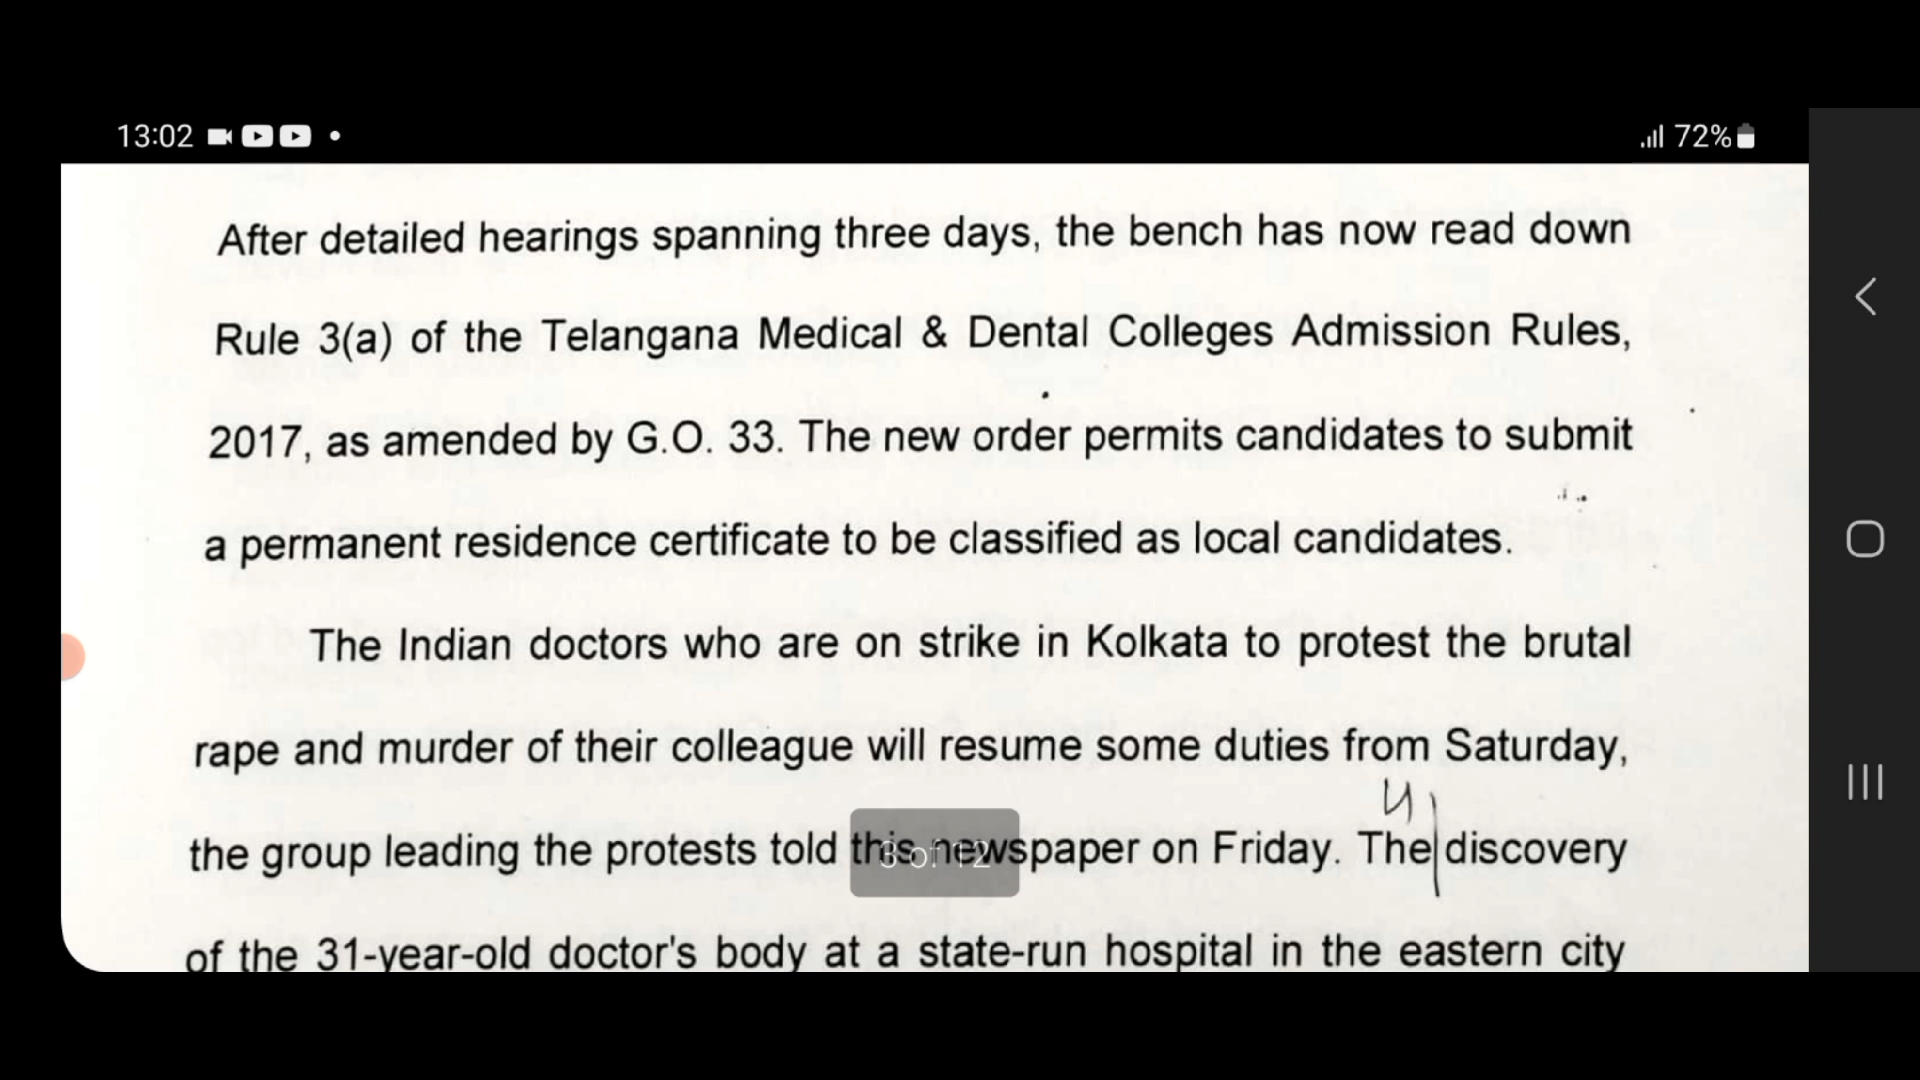 13:02
72%
After detailed hearings spanning three days, the bench has now read down
Rule 3(a) of the Telangana Medical & Dental Colleges Admission Rules,
2017, as amended by G.O. 33. The new order permits candidates to submit
a permanent residence certificate to be classified as local candidates.
The Indian doctors who are on strike in Kolkata to protest the brutal
rape and murder of their colleague will resume some duties from Saturday,
4
the group leading the protests told this newspaper on Friday. The discovery
3 of 12
of the 31-year-old doctor's body at a state-run hospital in the eastern city